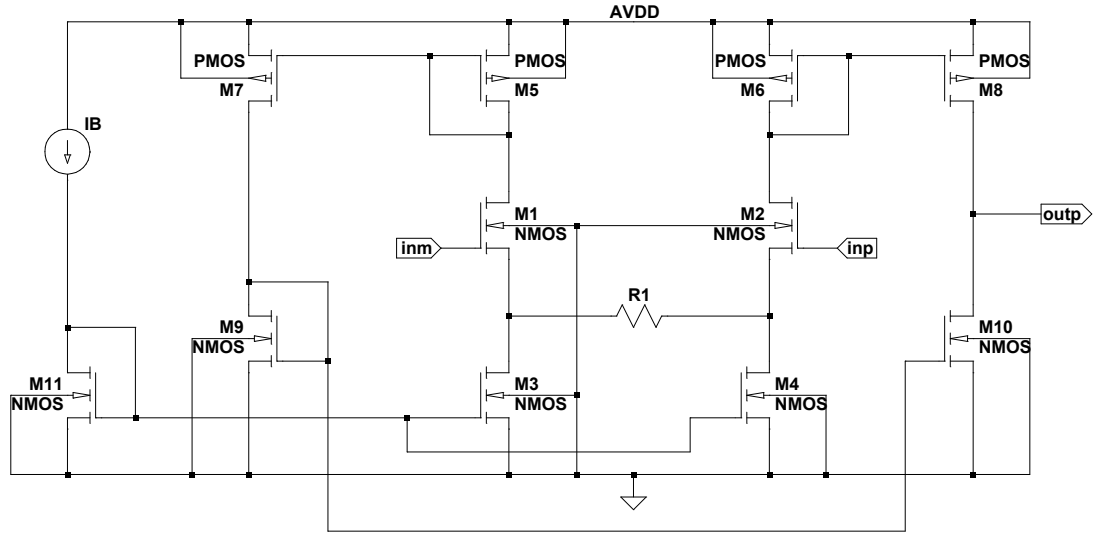 AVDD
PMOS
M7
PMOS
M5
PMOS
M6
PMOS
M8
IB
M1
NMOS
M2
NMOS
inm
inp
outp
R1
M9
NMOS
M10
NMOS
M11
NMOS
M3
NMOS
M4
NMOS